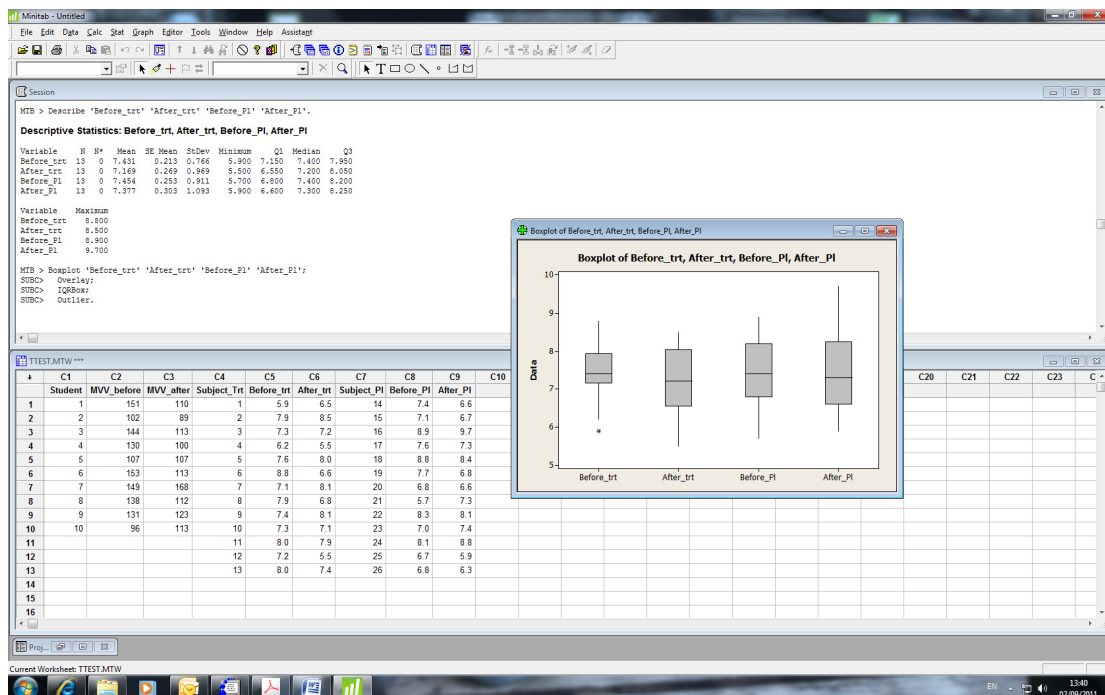 Minitab - Untitled
File Edit Data Calc Stat Graph Editor Tools Window Help Assistant
Session
MTB > Describe 'Before_trt' 'After_trt' 'Before_Pl' 'After_Pl'.
Descriptive Statistics: Before_trt, After_trt, Before_Pl, After_Pl
Variable N N* Mean SE Mean StDev Minimum Q1 Median Q3
Before_trt 13 0 7.431 0.213 0.766 5.900 7.150 7.400 7.950
After_trt 13 0 7.169 0.269 0.969 5.500 6.550 7.200 8.050
Before_Pl 13 0 7.454 0.253 0.911 5.700 6.800 7.400 8.200
After_Pl 13 0 7.377 0.303 1.093 5.900 6.600 7.300 8.250
Variable Maximum
Before_trt 8.800
After_trt 8.500
Before_Pl 8.900
After_Pl 9.700
MTB > Boxplot 'Before_trt' 'After_trt' 'Before_Pl' 'After_Pl';
SUBC> Overlay;
SUBC> IQRBox;
SUBC> Outlier.
Boxplot of Before_trt, After_trt, Before_Pl, After_Pl
Boxplot of Before_trt, After_trt, Before_Pl, After_Pl
10
9
8
7
6
5
Data
Before_trt After_trt Before_Pl After_Pl
TTEST.MTW ***
C1 C2 C3 C4 C5 C6 C7 C8 C9 C10 C20 C21 C22 C23 C
Student MVV_before MVV_after Subject_Trt Before_trt After_trt Subject_Pl Before_Pl After_Pl
1 1 151 110 1 5.9 6.5 14 7.4 6.6
2 2 102 89 2 7.9 8.5 15 7.1 6.7
3 3 144 113 3 7.3 7.2 16 8.9 9.7
4 4 130 100 4 6.2 5.5 17 7.6 7.3
5 5 107 107 5 7.6 8.0 18 8.8 8.4
6 6 153 113 6 8.8 6.6 19 7.7 6.8
7 7 149 168 7 7.1 8.1 20 6.8 6.6
8 8 138 112 8 7.9 6.8 21 5.7 7.3
9 9 131 123 9 7.4 8.1 22 8.3 8.1
10 10 96 113 10 7.3 7.1 23 7.0 7.4
11 11 8.0 7.9 24 8.1 8.8
12 12 7.2 5.5 25 6.7 5.9
13 13 8.0 7.4 26 6.8 6.3
14
15
16
Proj...
Current Worksheet: TTEST.MTW
EN
13:40
02/09/2011